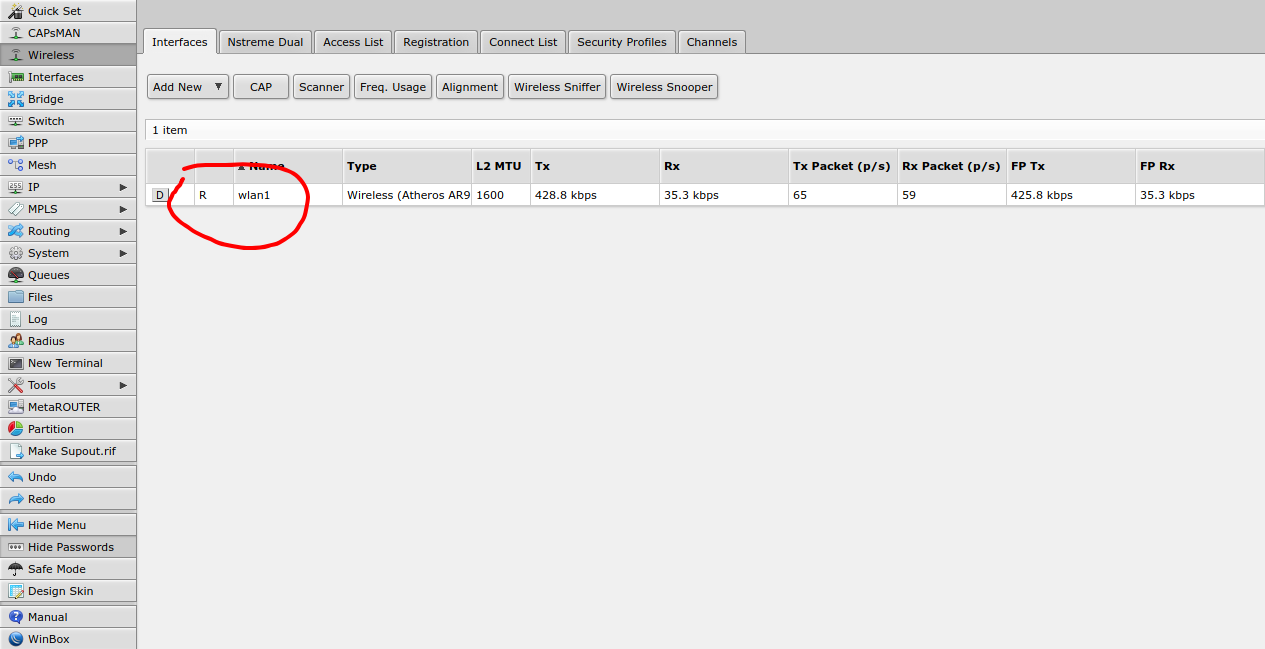 Quick Set
CAPsMAN
Wireless
Interfaces
Bridge
Switch
PPP
Mesh
IP
MPLS
Routing
System
Queues
Files
Log
Radius
New Terminal
Tools
MetaROUTER
Partition
Make Supout.rif
Undo
Redo
Hide Menu
Hide Passwords
Safe Mode
Design Skin
Manual
WinBox
Interfaces Nstreme Dual Access List Registration Connect List Security Profiles Channels
Add New CAP Scanner Freq. Usage Alignment Wireless Sniffer Wireless Snooper
1 item
Name Type L2 MTU Tx Rx Tx Packet (p/s) Rx Packet (p/s) FP Tx FP Rx
D R wlan1 Wireless (Atheros AR9 1600 428.8 kbps 35.3 kbps 65 59 425.8 kbps 35.3 kbps